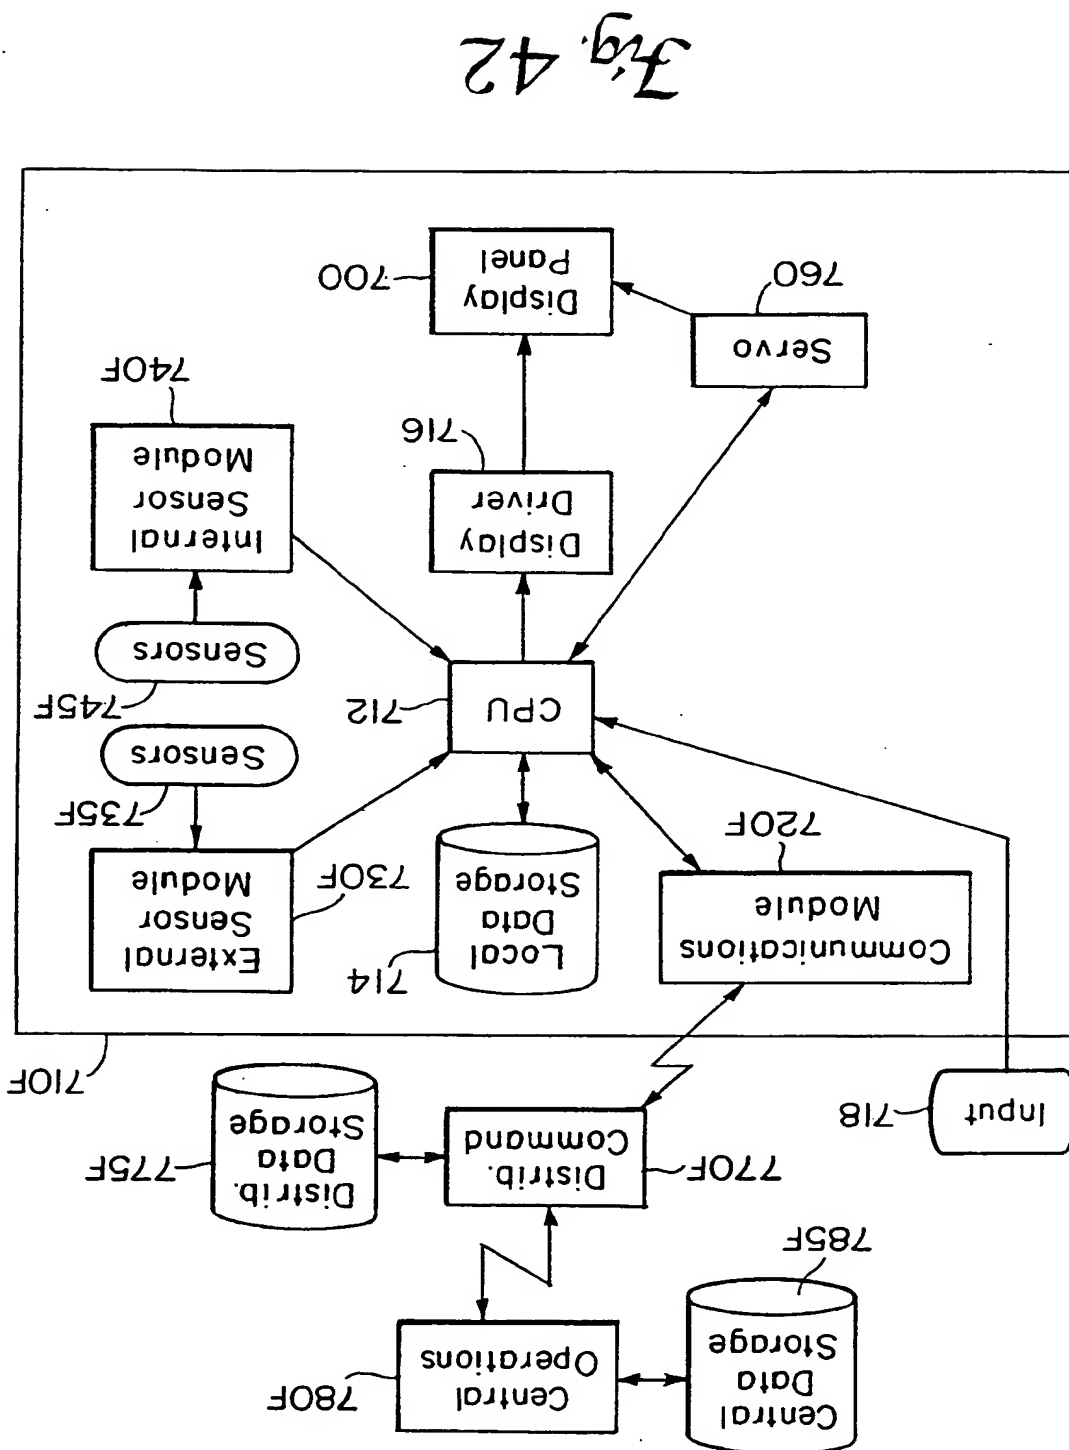 Central
Data
Storage
785F
Central
Operations
780F
Distrib.
Command
770F
Distrib.
Data
Storage
775F
Input
718
710F
Communications
Module
720F
Local
Data
Storage
714
External
Sensor
Module
730F
Sensors
735F
CPU
712
Sensors
745F
Internal
Sensor
Module
740F
Display
Driver
716
Servo
760
Display
Panel
700
Fig. 42